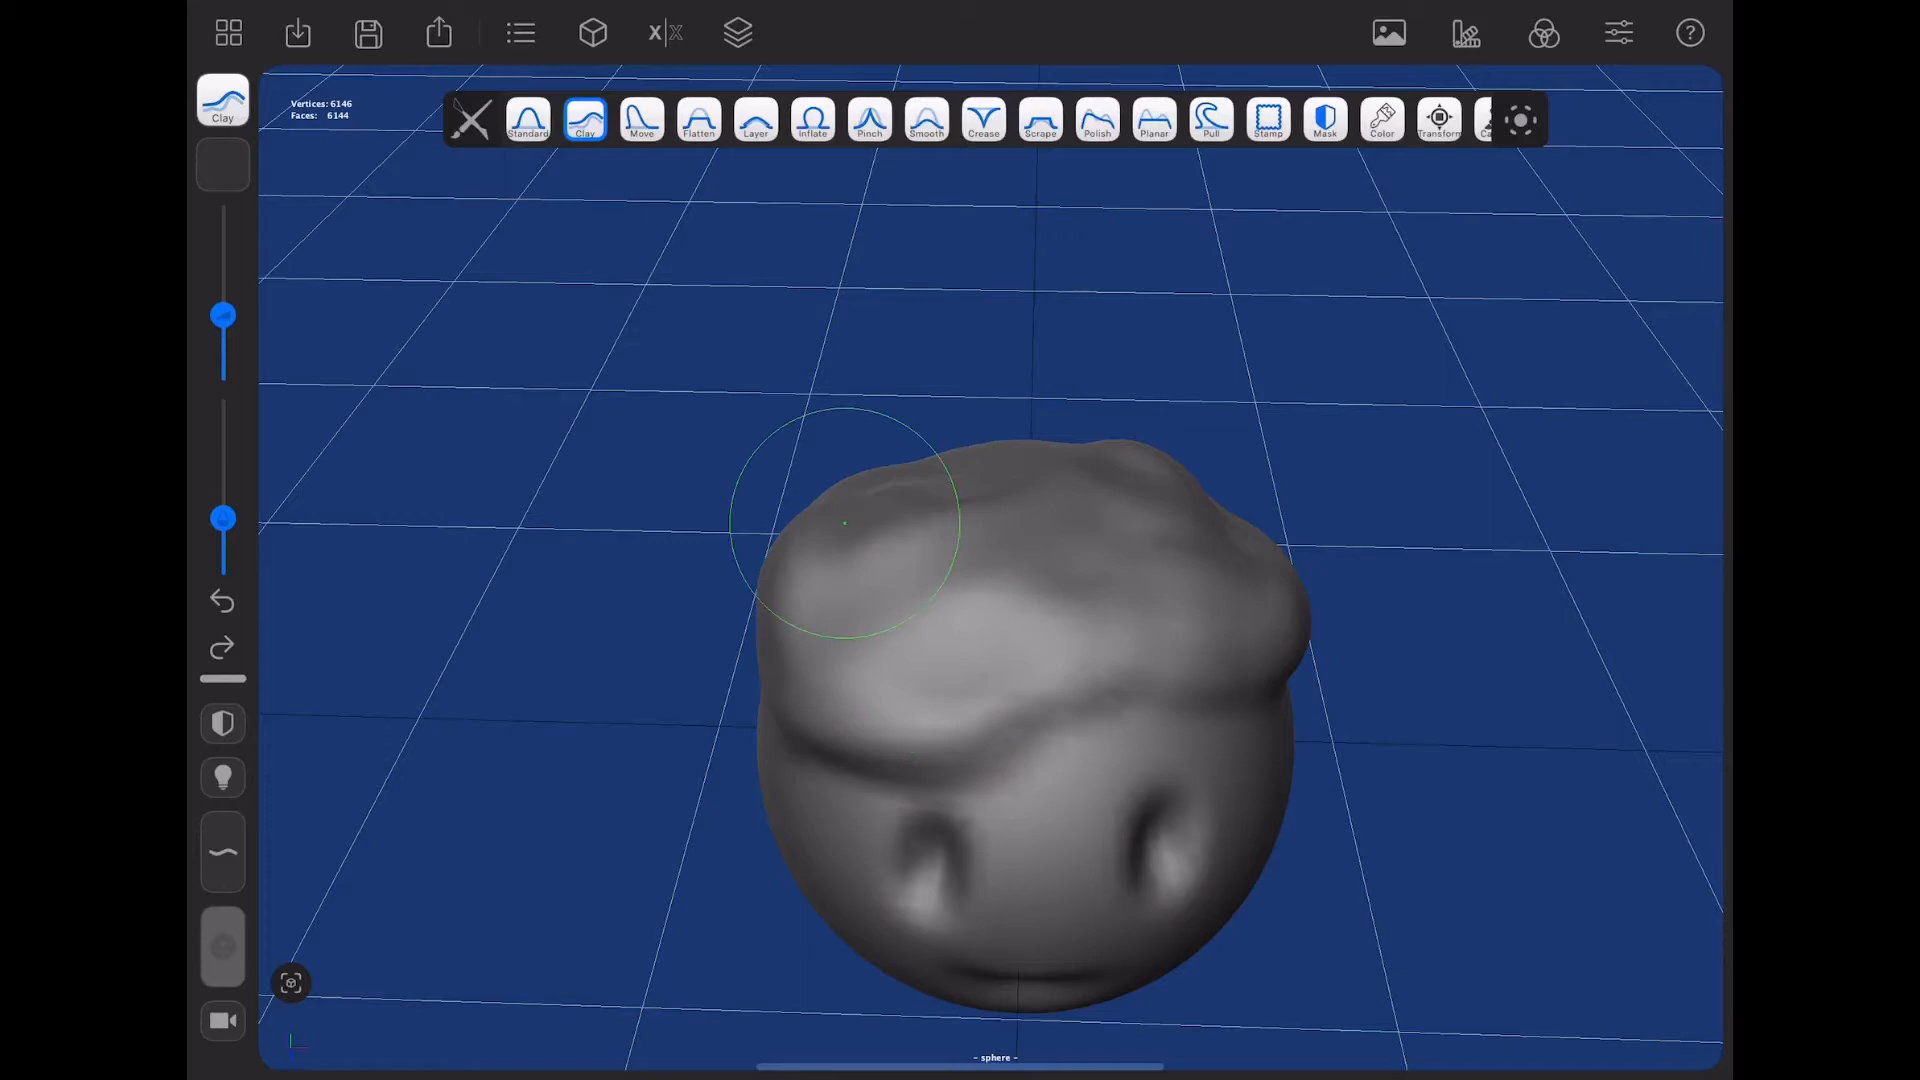 Clay
Vertices: 6146
Faces: 6144
Standard Clay Move Flatten Layer Inflate Pinch Smooth Crease Scrape Polish Planar Pull Stamp Mask Color Transform
X|X
?
- sphere -